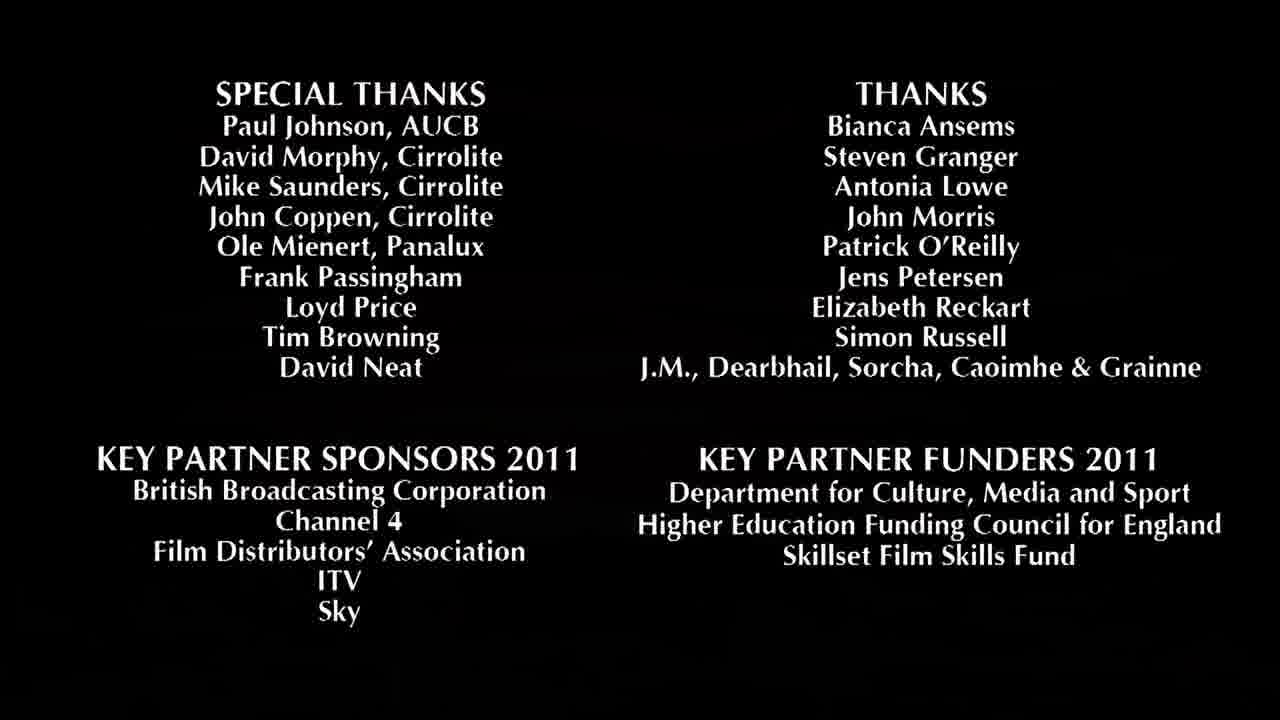 SPECIAL THANKS
Paul Johnson, AUCB
David Morphy, Cirrolite
Mike Saunders, Cirrolite
John Coppen, Cirrolite
Ole Mienert, Panalux
Frank Passingham
Loyd Price
Tim Browning
David Neat
THANKS
Bianca Ansems
Steven Granger
Antonia Lowe
John Morris
Patrick O’Reilly
Jens Petersen
Elizabeth Reckart
Simon Russell
J.M., Dearbhail, Sorcha, Caoimhe & Grainne
KEY PARTNER SPONSORS 2011
British Broadcasting Corporation
Channel 4
Film Distributors’ Association
ITV
Sky
KEY PARTNER FUNDERS 2011
Department for Culture, Media and Sport
Higher Education Funding Council for England
Skillset Film Skills Fund